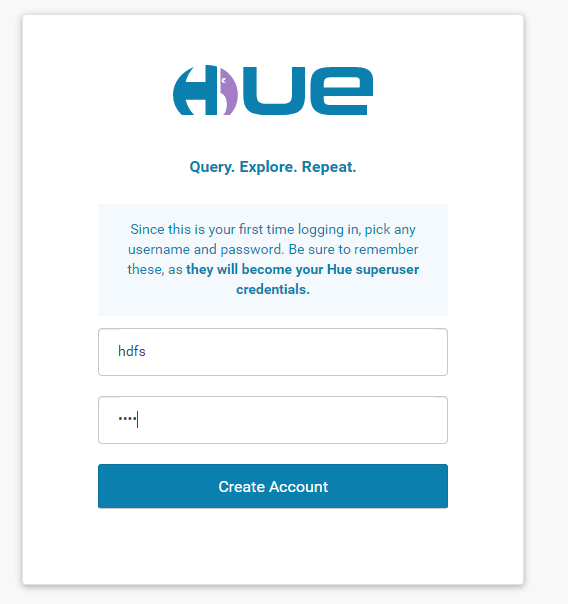 HUE
Query. Explore. Repeat.
Since this is your first time logging in, pick any
username and password. Be sure to remember
these, as they will become your Hue superuser
credentials.
hdfs
••••
Create Account